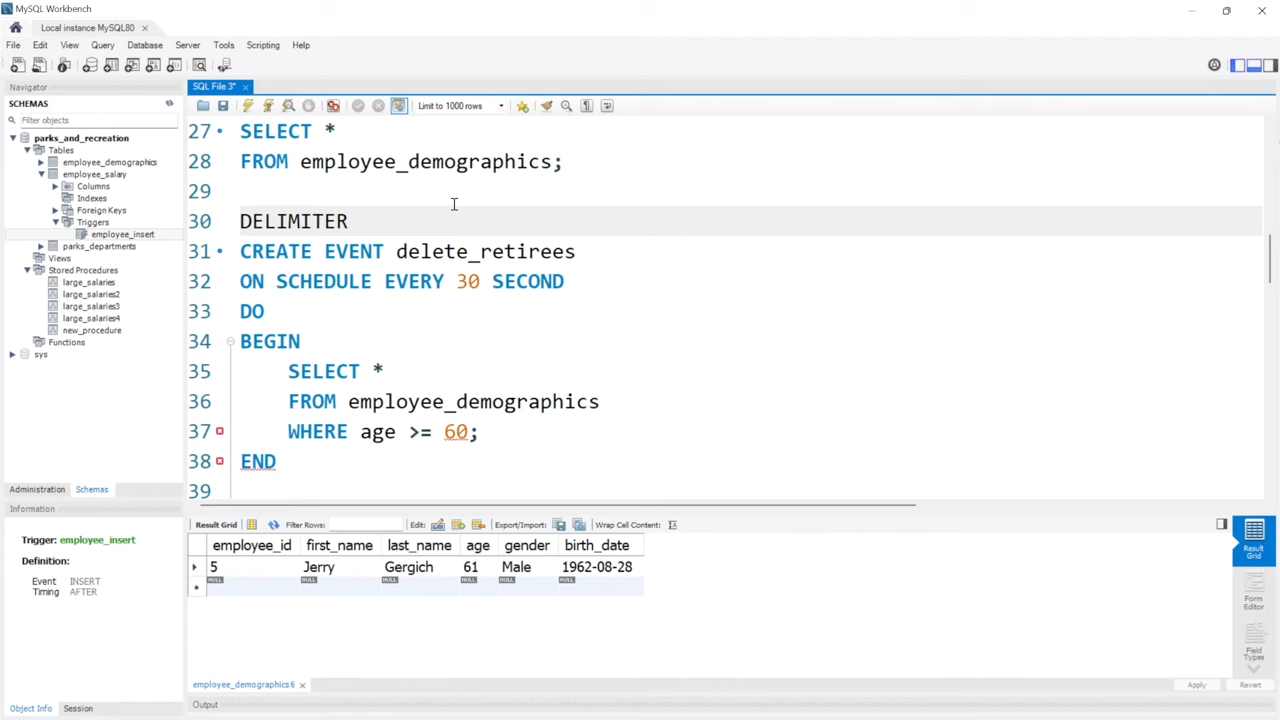 MySQL Workbench
Local instance MySQL80
File Edit View Query Database Server Tools Scripting Help
Navigator
SCHEMAS
Filter objects
parks_and_recreation
Tables
employee_demographics
employee_salary
Columns
Indexes
Foreign Keys
Triggers
employee_insert
parks_departments
Views
Stored Procedures
large_salaries
large_salaries2
large_salaries3
large_salaries4
new_procedure
Functions
sys
Administration Schemas
Information
Trigger: employee_insert
Definition:
Event INSERT
Timing AFTER
Object Info Session
SQL File 3*
Limit to 1000 rows
27 SELECT *
28 FROM employee_demographics;
29
30 DELIMITER
31 CREATE EVENT delete_retirees
32 ON SCHEDULE EVERY 30 SECOND
33 DO
34 BEGIN
35 SELECT *
36 FROM employee_demographics
37 WHERE age >= 60;
38 END
39
Result Grid Filter Rows: Edit: Export/Import: Wrap Cell Content:
employee_id first_name last_name age gender birth_date
5 Jerry Gergich 61 Male 1962-08-28
NULL NULL NULL NULL NULL NULL
Result Grid
Form Editor
Field Types
employee_demographics 6
Apply Revert
Output